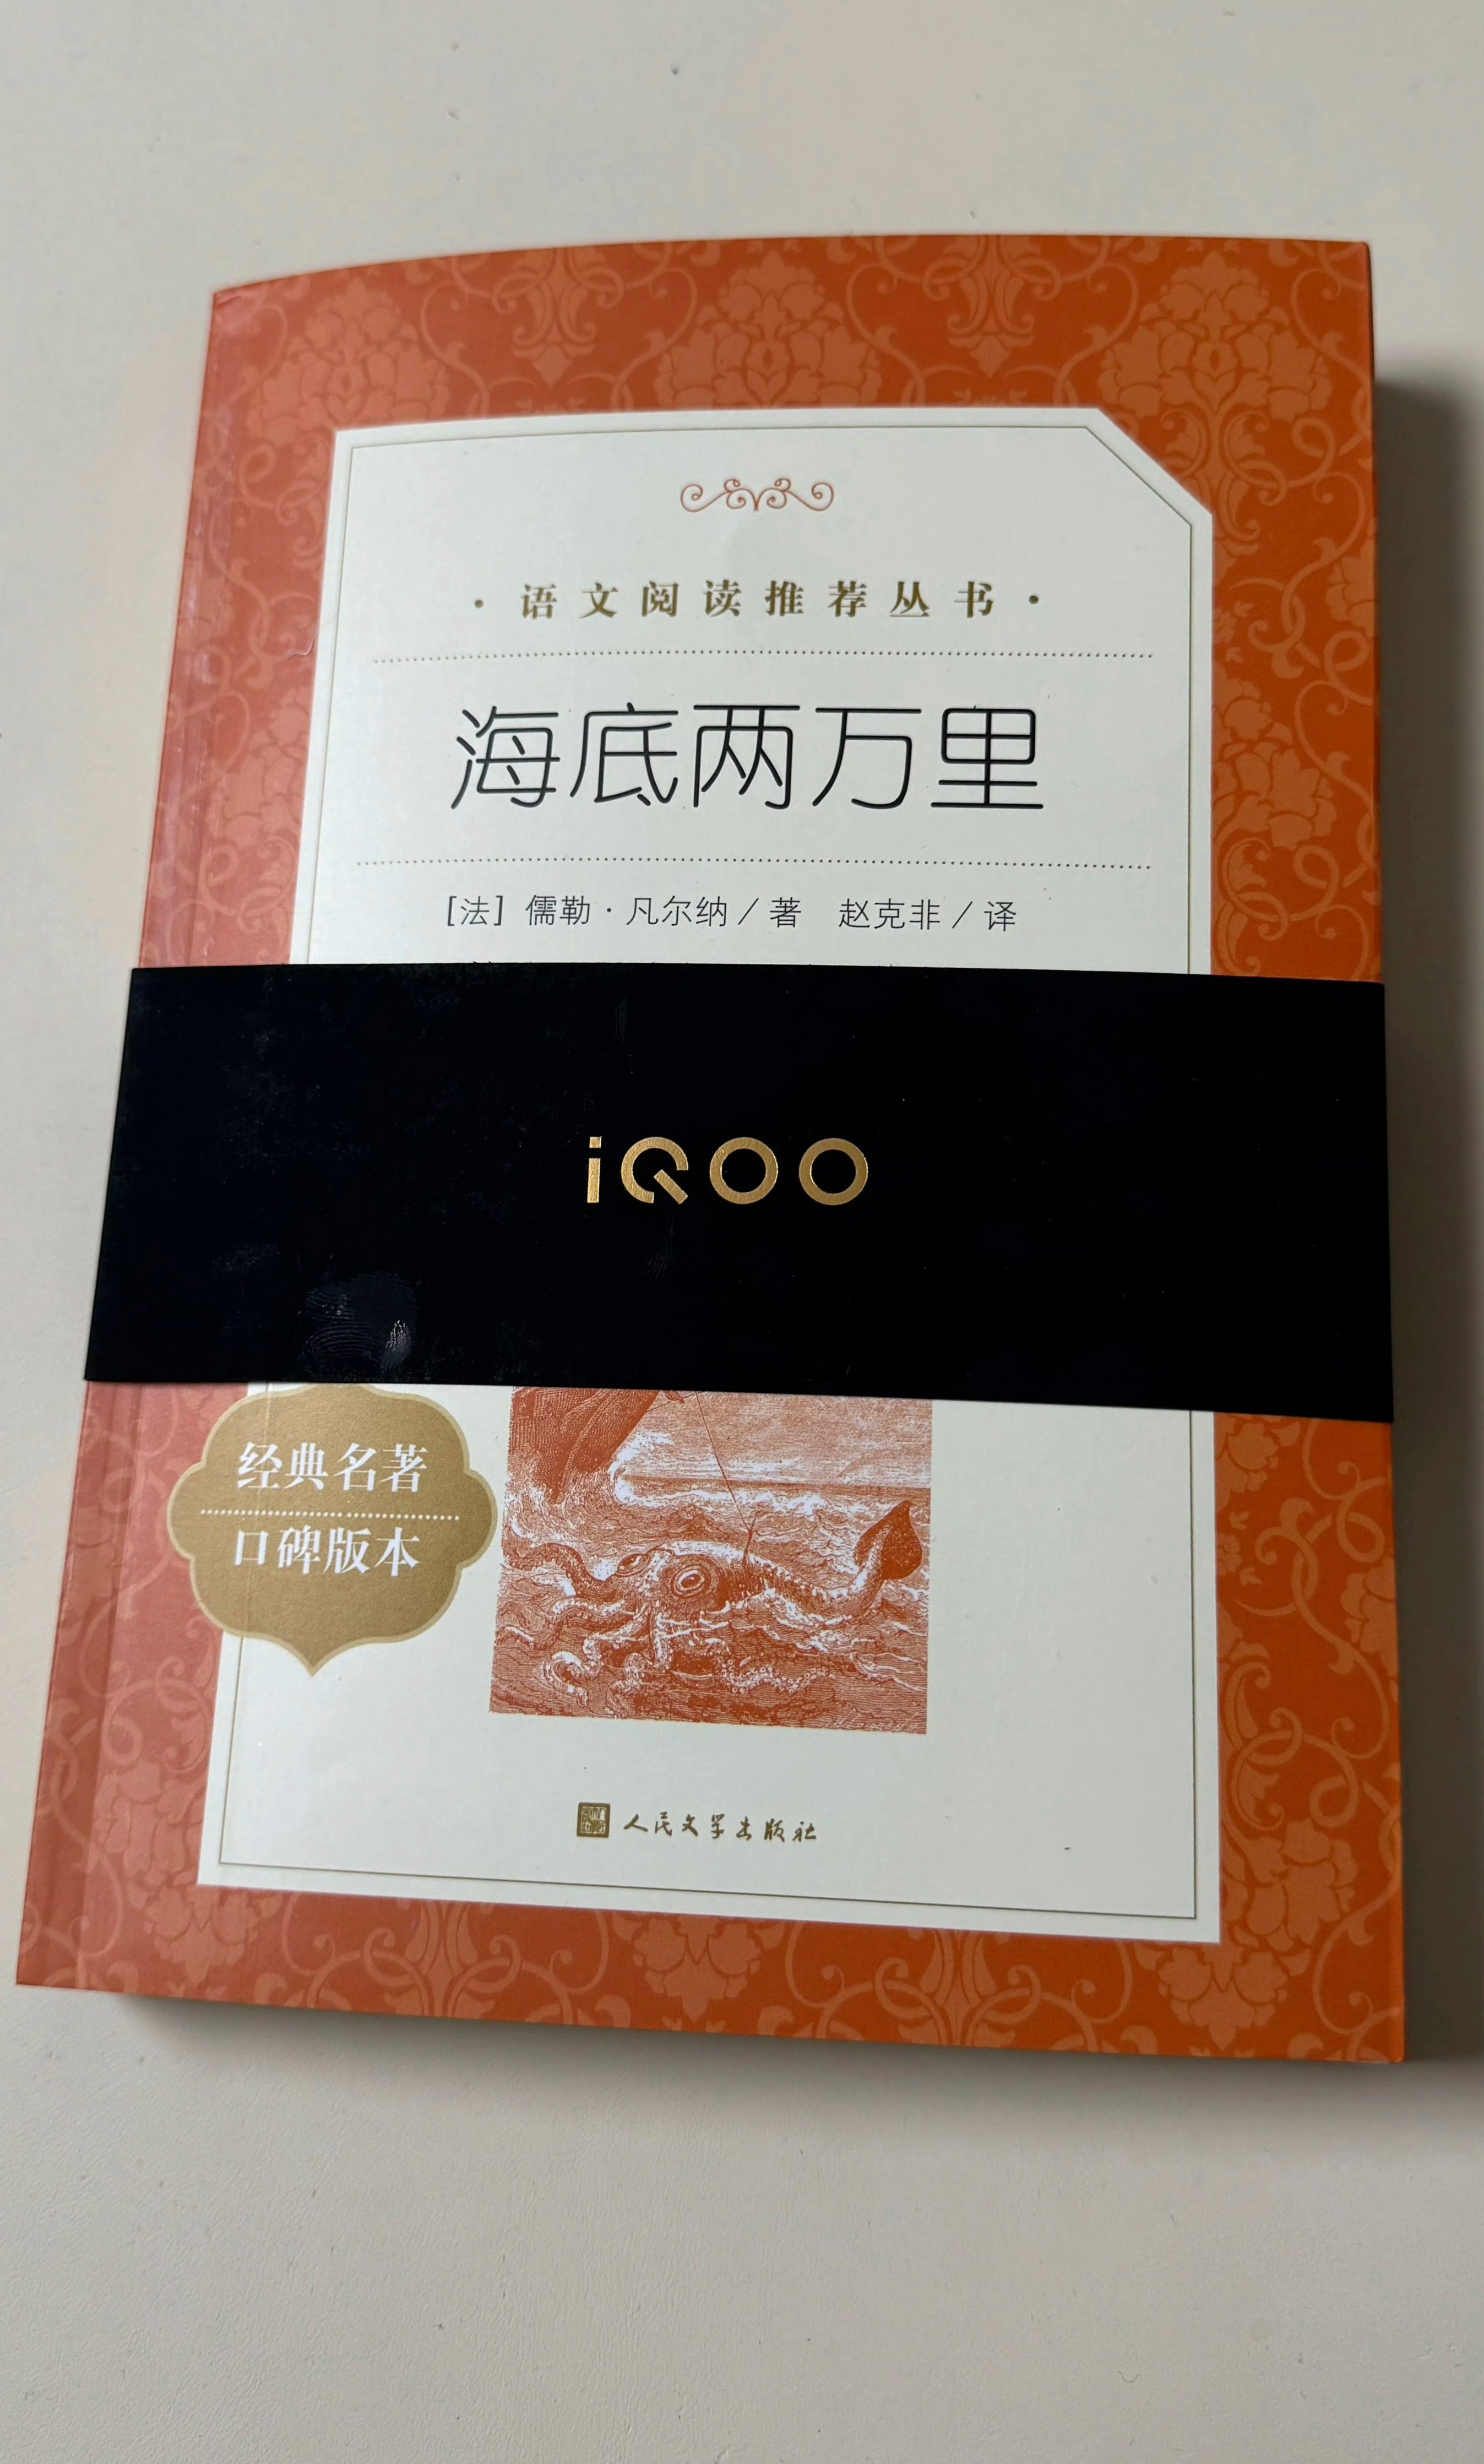 ·语文阅读推荐丛书·
海底两万里
［法］儒勒·凡尔纳／著　赵克非／译
iQOO
经典名著
口碑版本
人民文学出版社